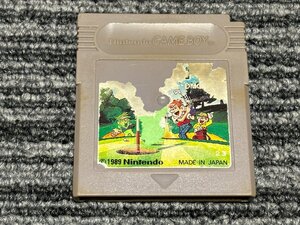 Nintendo GAME BOY
© 1989 Nintendo MADE IN JAPAN